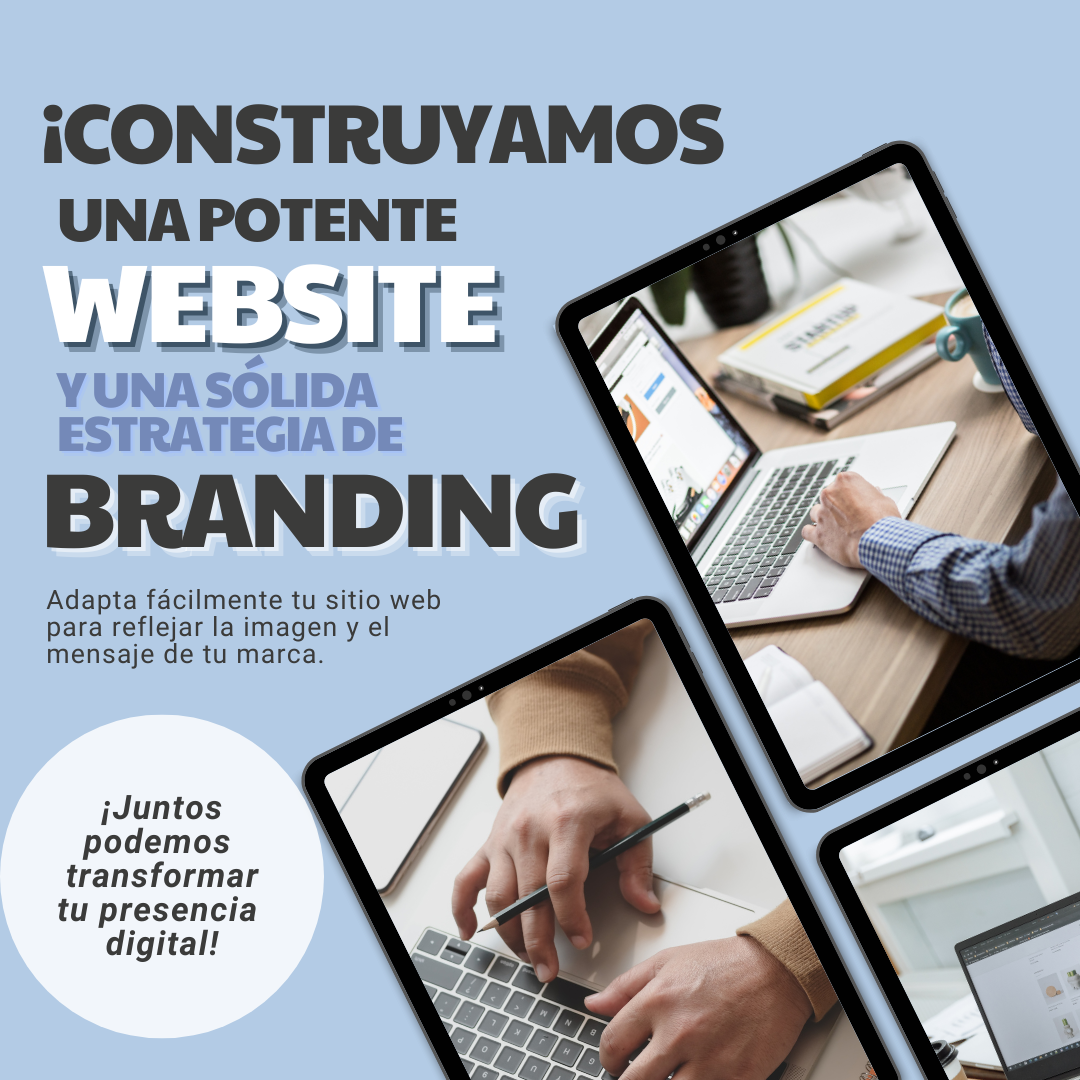 ¡CONSTRUYAMOS
UNA POTENTE
WEBSITE
Y UNA SÓLIDA
ESTRATEGIA DE
BRANDING
Adapta fácilmente tu sitio web
para reflejar la imagen y el
mensaje de tu marca.
¡Juntos
podemos
transformar
tu presencia
digital!
STARTUP